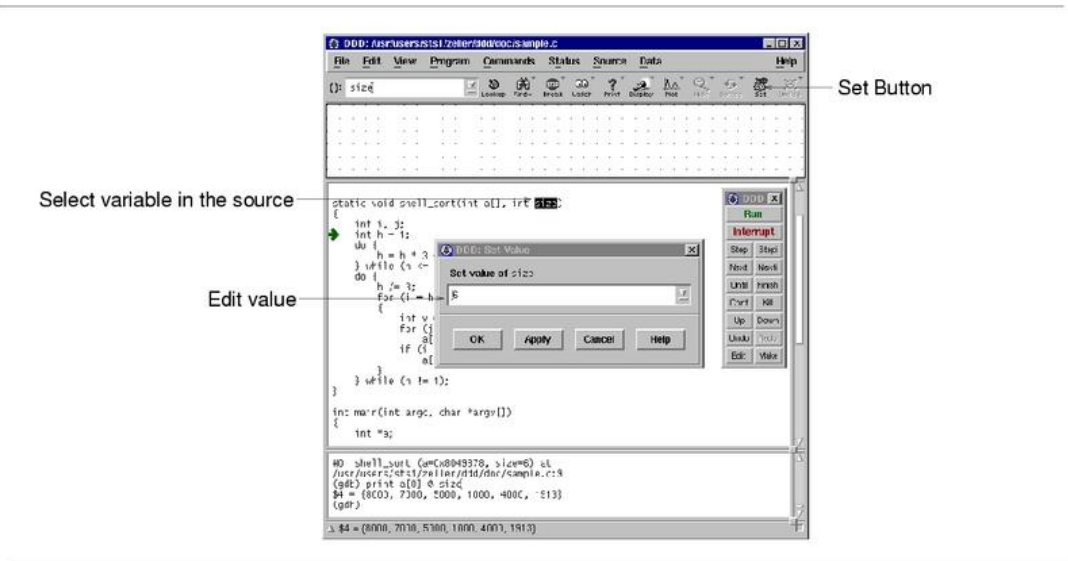 DDD: /usr/users/sts1/zeller/ddd/doc/sample.c
File Edit View Program Commands Status Source Data Help
(): size
Lookup Find» Break Watch Print Display Plot Set
Set Button
Select variable in the source
static void shell_sort(int a[], int size)
{
int i, j;
int h = 1;
do {
h = h * 3
} while (h <=
do {
h /= 3;
for (i = h
{
int v
for (j
a[
if (i
a[
}
} while (h != 1);
}
int main(int argc, char *argv[])
{
int *a;
DDD: Set Value
Set value of size
Edit value
6
OK Apply Cancel Help
DDD
Run
Interrupt
Step Stepi
Next Nexti
Until Finish
Cont Kill
Up Down
Undo Redo
Edit Make
#0 shell_sort (a=0x8049378, size=6) at
/usr/users/sts1/zeller/ddd/doc/sample.c:9
(gdb) print a[0] @ size
$4 = {8000, 7000, 5000, 1000, 4000, 1913}
(gdb)
$4 = {8000, 7000, 5000, 1000, 4000, 1913}